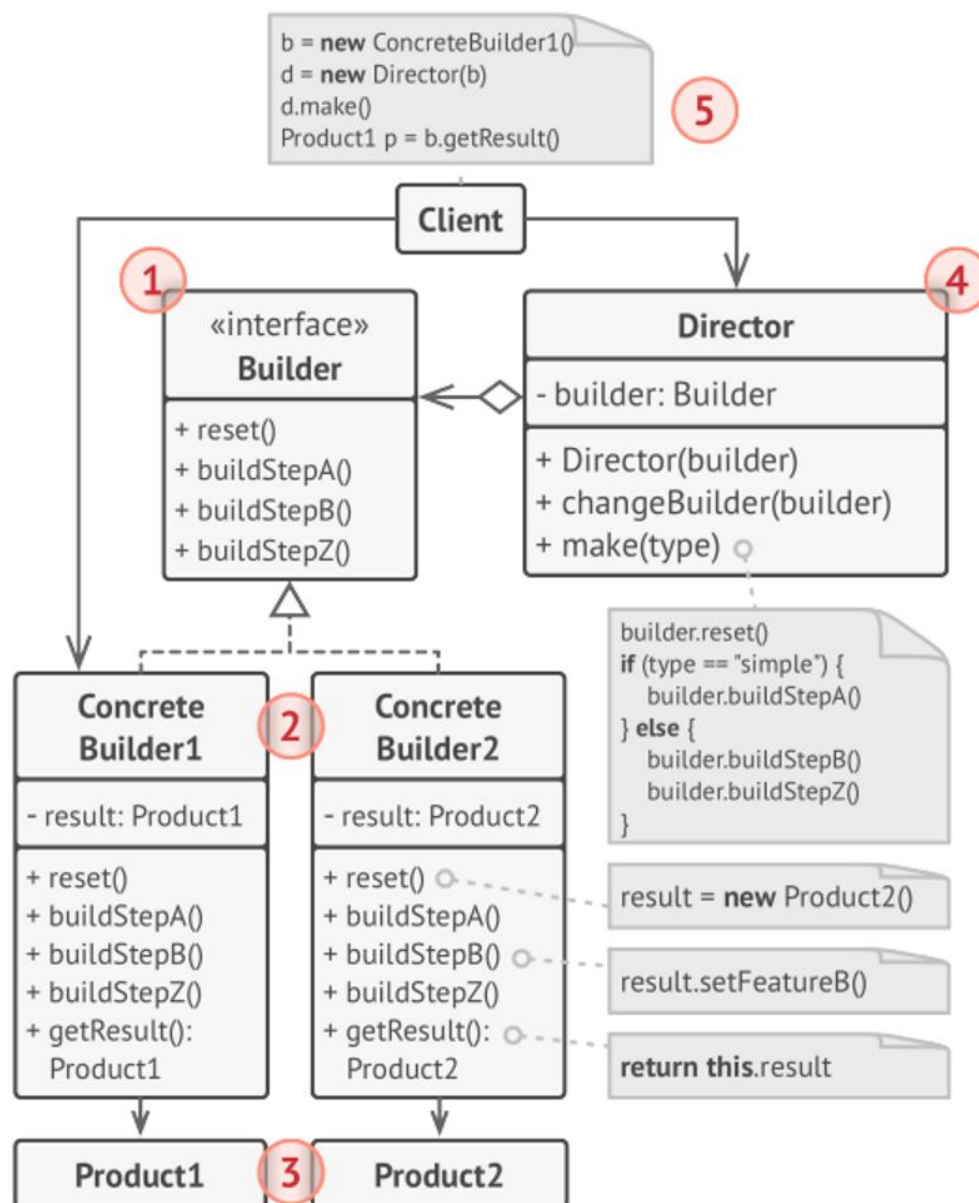 b = new ConcreteBuilder1()
d = new Director(b)
d.make()
Product1 p = b.getResult()
5
Client
1
«interface»
Builder
+ reset()
+ buildStepA()
+ buildStepB()
+ buildStepZ()
4
Director
- builder: Builder
+ Director(builder)
+ changeBuilder(builder)
+ make(type)
builder.reset()
if (type == "simple") {
builder.buildStepA()
} else {
builder.buildStepB()
builder.buildStepZ()
}
Concrete
Builder1
- result: Product1
+ reset()
+ buildStepA()
+ buildStepB()
+ buildStepZ()
+ getResult():
Product1
2
Concrete
Builder2
- result: Product2
+ reset()
+ buildStepA()
+ buildStepB()
+ buildStepZ()
+ getResult():
Product2
result = new Product2()
result.setFeatureB()
return this.result
Product1
3
Product2